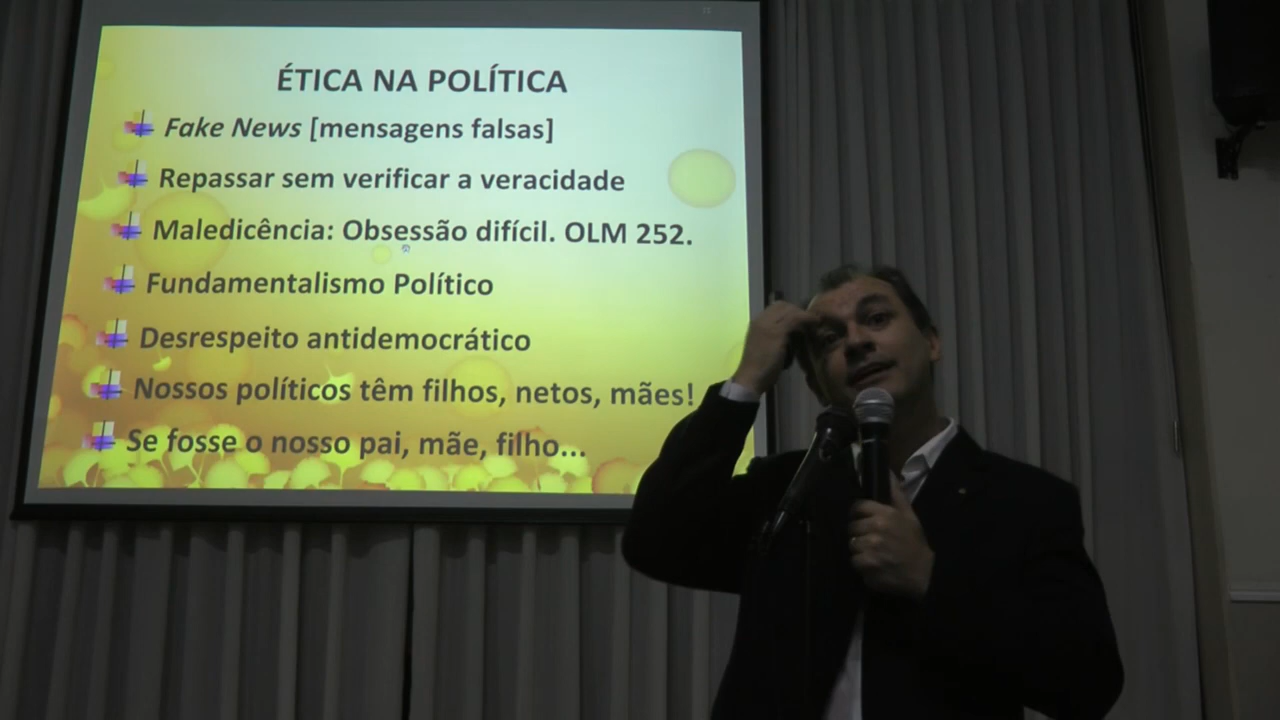 ÉTICA NA POLÍTICA
Fake News [mensagens falsas]
Repassar sem verificar a veracidade
Maledicência: Obsessão difícil. OLM 252.
Fundamentalismo Político
Desrespeito antidemocrático
Nossos políticos têm filhos, netos, mães!
Se fosse o nosso pai, mãe, filho...